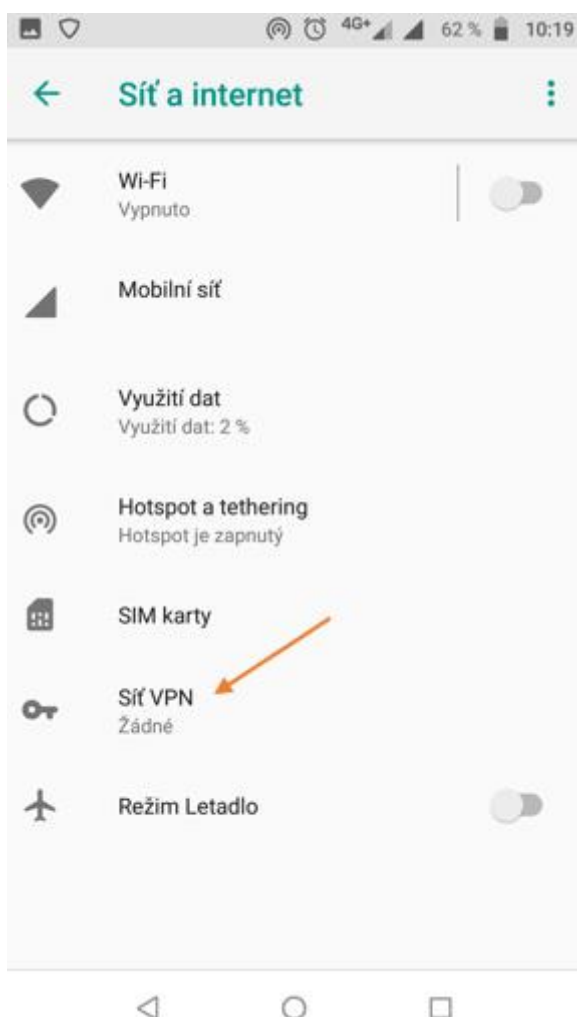 4G+ 62 % 10:19
Síť a internet
Wi-Fi
Vypnuto
Mobilní síť
Využití dat
Využití dat: 2 %
Hotspot a tethering
Hotspot je zapnutý
SIM karty
Síť VPN
Žádné
Režim Letadlo